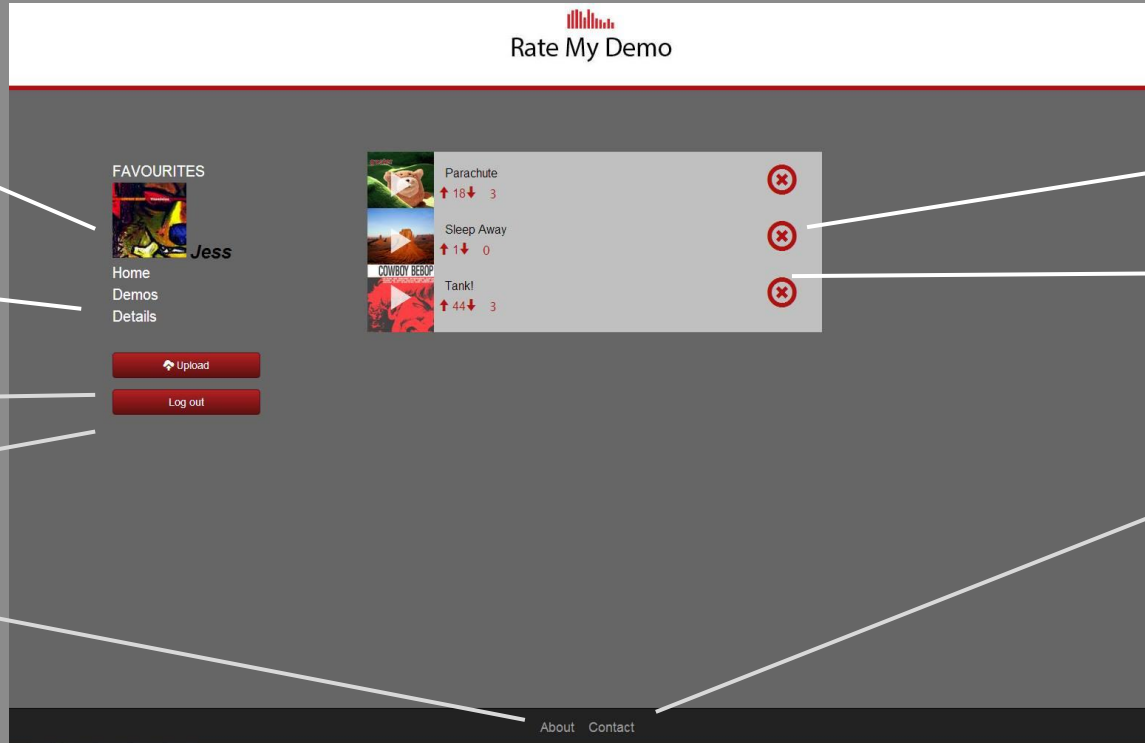 Rate My Demo
FAVOURITES
Jess
Home
Demos
Details
Upload
Log out
Parachute
18 3
Sleep Away
1 0
COWBOY BEBOP
Tank!
44 3
About Contact